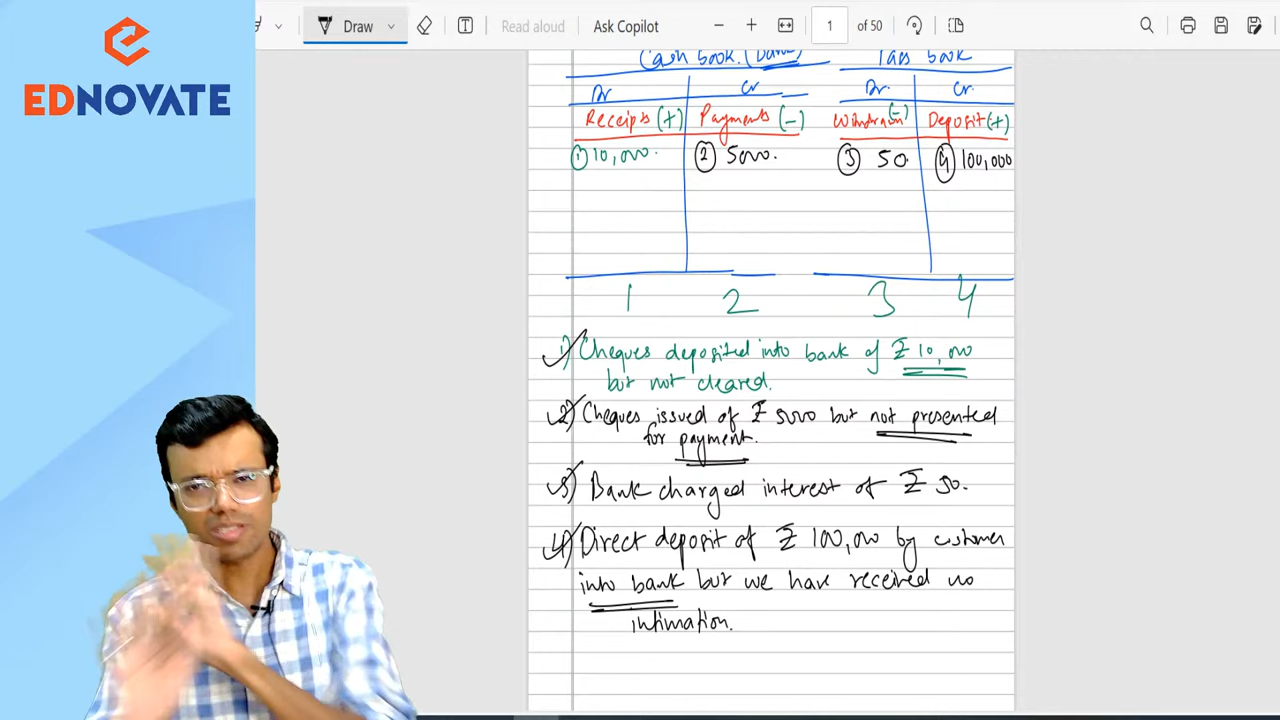 Draw
Read aloud
Ask Copilot
1
of 50
EDNOVATE
Cash book. (Bank)
Pass book
Dr
Cr
Dr.
Cr.
Receipts (+)
Payments (-)
Deposit (+)
① 10,000.
② 5000.
③ 50.
④ 100,000
1 2 3 4
1) Cheques deposited into bank of ₹ 10,000
but not cleared.
2) Cheques issued of ₹ 5000 but not presented
for payment.
3) Bank charged interest of ₹ 50.
4) Direct deposit of ₹ 100,000 by customer
into bank but we have received no
intimation.